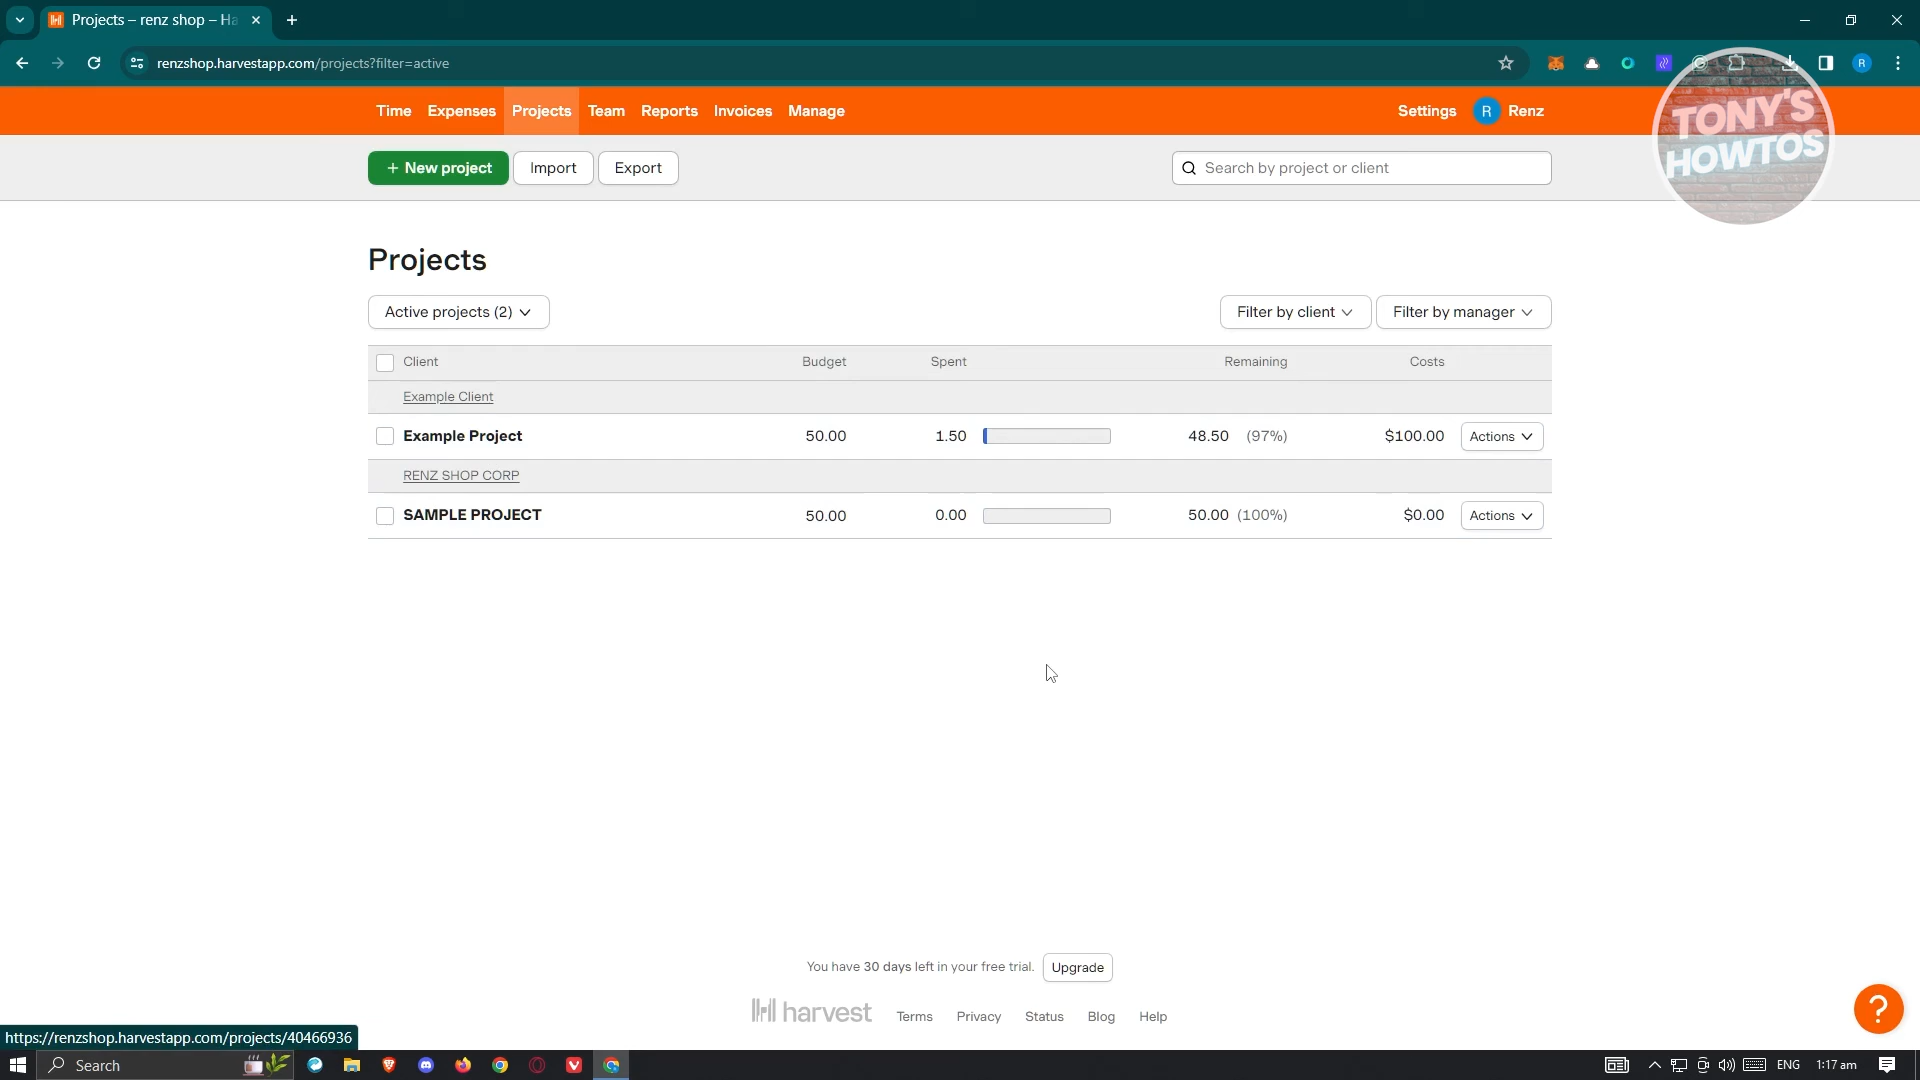 Projects – renz shop – Ha
renzshop.harvestapp.com/projects?filter=active
R
Time Expenses Projects Team Reports Invoices Manage
Settings R Renz
TONY'S
HOWTOS
+ New project Import Export
Search by project or client
Projects
Active projects (2)
Filter by client Filter by manager
Client Budget Spent Remaining Costs
Example Client
Example Project 50.00 1.50 48.50 (97%) $100.00 Actions
RENZ SHOP CORP
SAMPLE PROJECT 50.00 0.00 50.00 (100%) $0.00 Actions
You have 30 days left in your free trial. Upgrade
harvest Terms Privacy Status Blog Help
?
https://renzshop.harvestapp.com/projects/40466936
Search
ENG 1:17 am